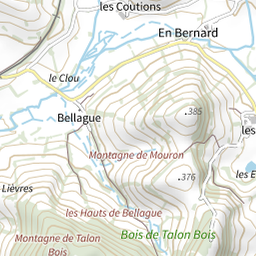 les Coutions
En Bernard
le Clou
.385
Bellague
les
Montagne de Mouron
Lièvres
.376
les E
les Hauts de Bellague
Bois de Talon Bois
Montagne de Talon
Bois